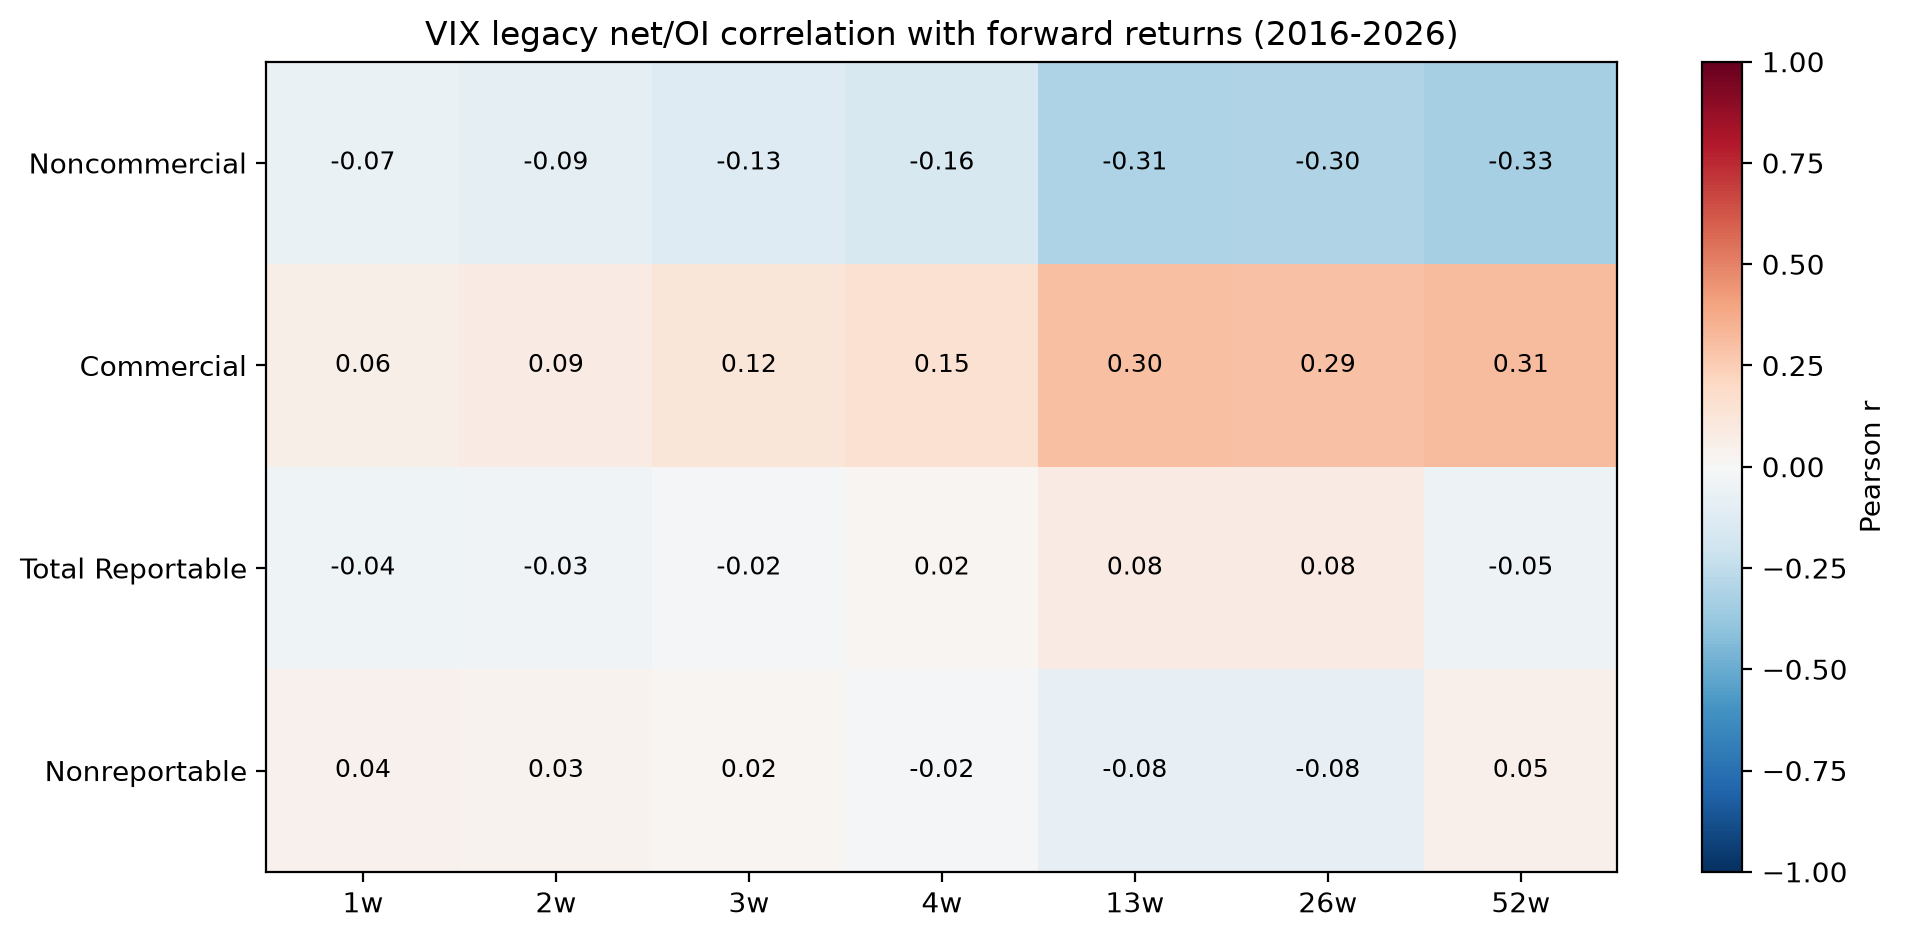 VIX legacy net/OI correlation with forward returns (2016-2026)
Noncommercial -0.07 -0.09 -0.13 -0.16 -0.31 -0.30 -0.33
Commercial 0.06 0.09 0.12 0.15 0.30 0.29 0.31
Total Reportable -0.04 -0.03 -0.02 0.02 0.08 0.08 -0.05
Nonreportable 0.04 0.03 0.02 -0.02 -0.08 -0.08 0.05
1w 2w 3w 4w 13w 26w 52w
1.00
0.75
0.50
0.25
0.00
−0.25
−0.50
−0.75
−1.00
Pearson r